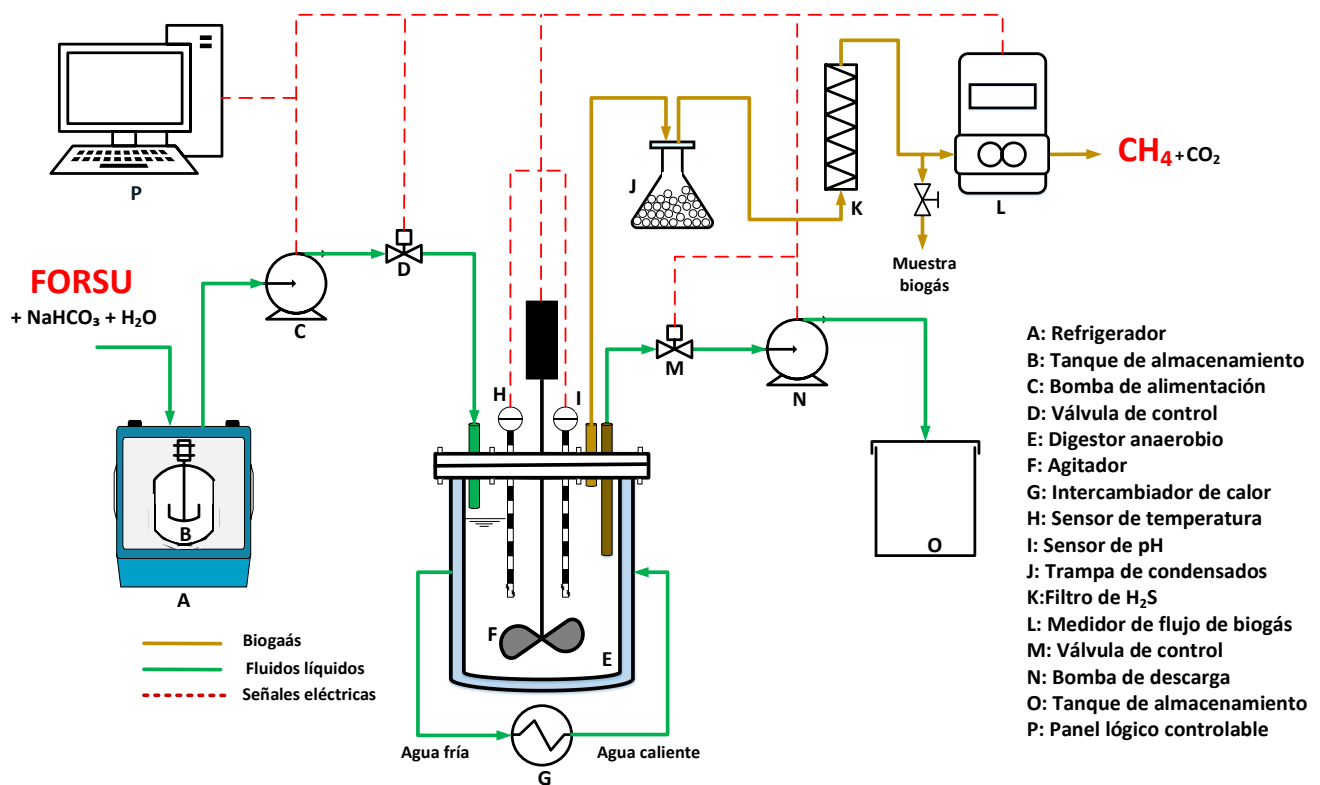 P
FORSU
+ NaHCO₃ + H₂O
C
D
A
B
H
I
F
E
G
Agua fría
Agua caliente
J
K
L
CH₄ + CO₂
Muestra
biogás
M
N
O
Biogaás
Fluidos líquidos
Señales eléctricas
A: Refrigerador
B: Tanque de almacenamiento
C: Bomba de alimentación
D: Válvula de control
E: Digestor anaerobio
F: Agitador
G: Intercambiador de calor
H: Sensor de temperatura
I: Sensor de pH
J: Trampa de condensados
K:Filtro de H₂S
L: Medidor de flujo de biogás
M: Válvula de control
N: Bomba de descarga
O: Tanque de almacenamiento
P: Panel lógico controlable